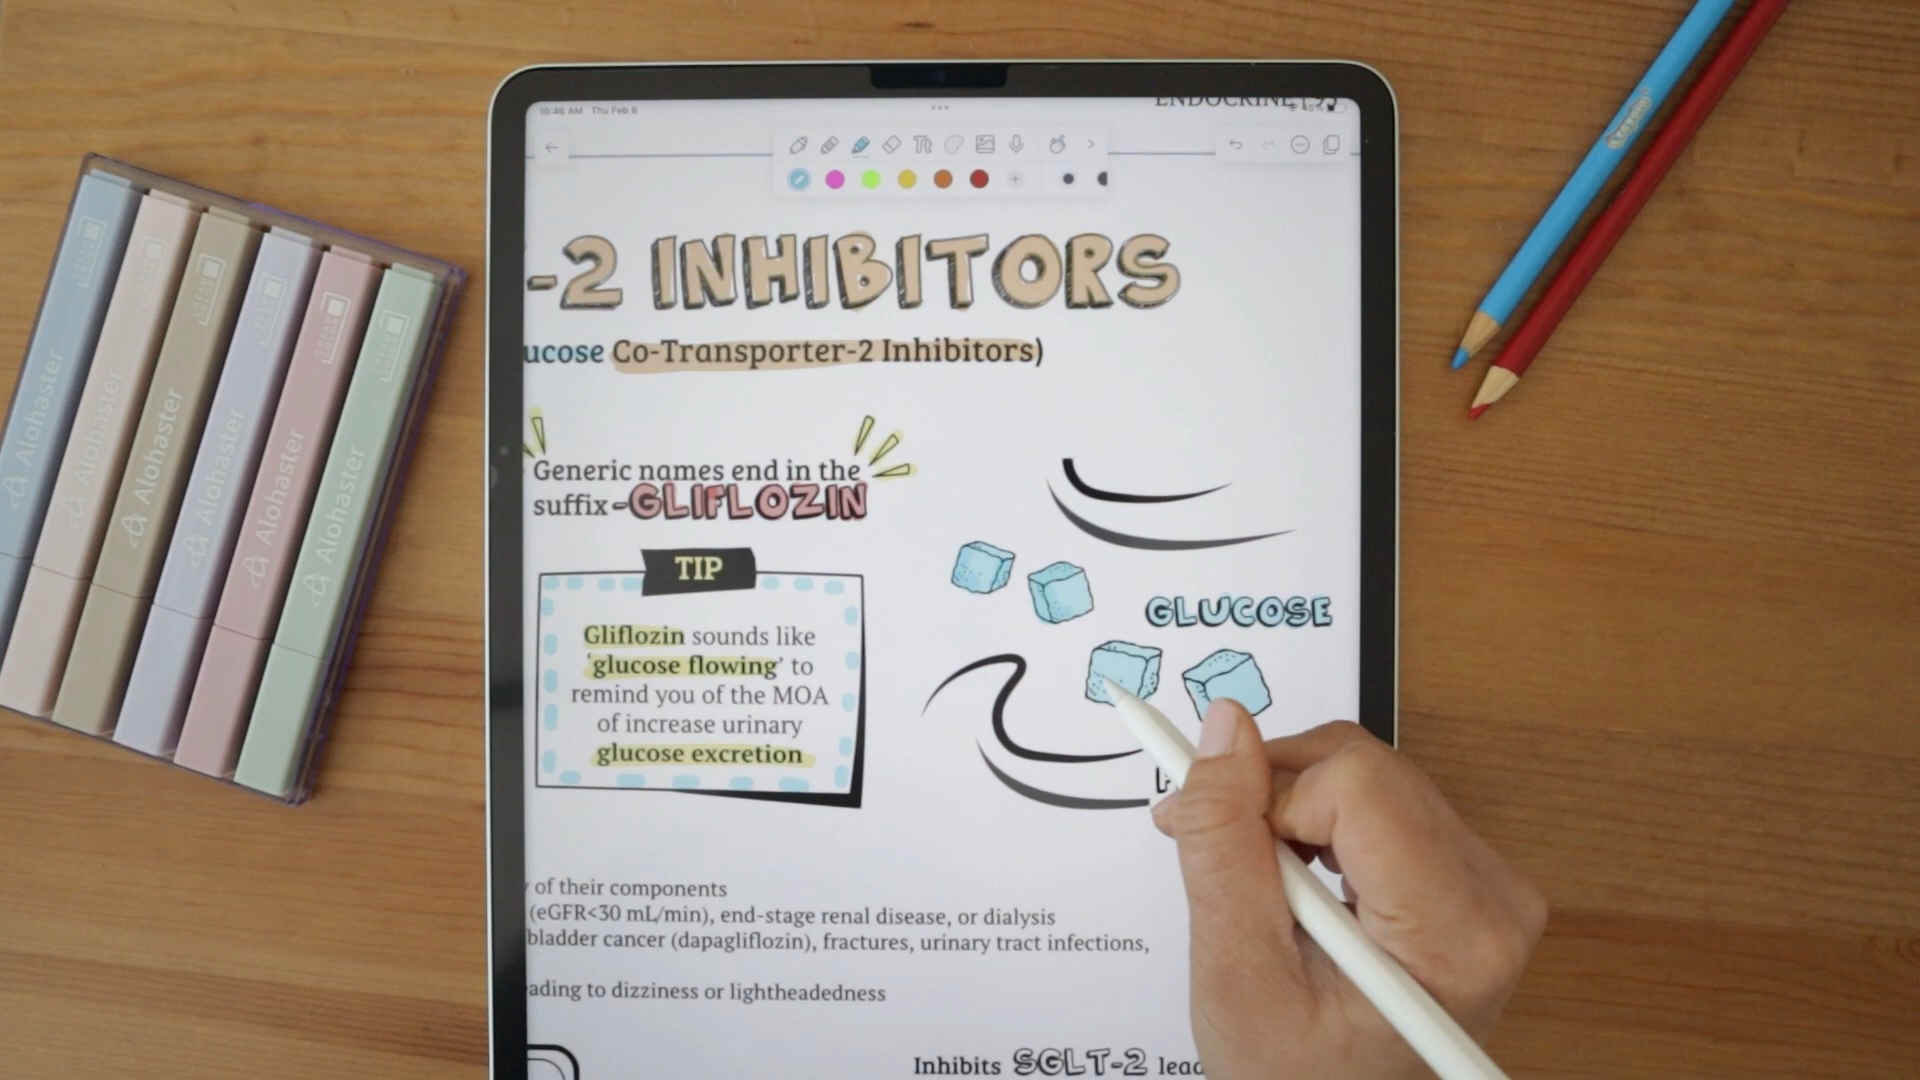 10:46 AM Thu Feb 8
ENDOCRINE | 95
45%
-2 INHIBITORS
ucose Co-Transporter-2 Inhibitors)
Generic names end in the
suffix-GLIFLOZIN
TIP
Gliflozin sounds like
'glucose flowing' to
remind you of the MOA
of increase urinary
glucose excretion
GLUCOSE
of their components
(eGFR<30 mL/min), end-stage renal disease, or dialysis
bladder cancer (dapagliflozin), fractures, urinary tract infections,
ading to dizziness or lightheadedness
Inhibits SGLT-2 lead
Alohaster
Alohaster
Alohaster
Alohaster
Alohaster
Alohaster
Crayola